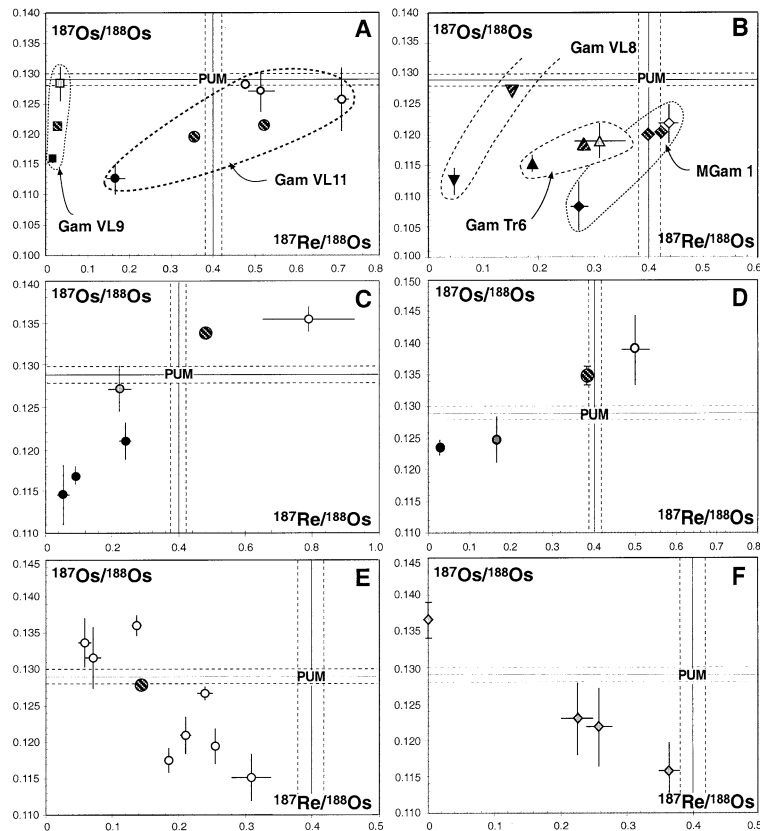 0.140 187Os/188Os A
0.135
0.130 PUM
0.125
0.120
0.115
0.110 Gam VL11
0.105 Gam VL9
0.100 187Re/188Os
0 0.1 0.2 0.3 0.4 0.5 0.6 0.7 0.8
0.140 187Os/188Os B
0.135 Gam VL8
0.130 PUM
0.125
0.120
0.115 MGam 1
0.110
0.105 Gam Tr6
0.100 187Re/188Os
0 0.1 0.2 0.3 0.4 0.5 0.6
0.140 187Os/188Os C
0.135
0.130 PUM
0.125
0.120
0.115
0.110 187Re/188Os
0 0.2 0.4 0.6 0.8 1.0
0.150 187Os/188Os D
0.145
0.140
0.135
0.130 PUM
0.125
0.120
0.115
0.110 187Re/188Os
0 0.1 0.2 0.3 0.4 0.5 0.6 0.7 0.8
0.145 187Os/188Os E
0.140
0.135
0.130 PUM
0.125
0.120
0.115
0.110 187Re/188Os
0 0.1 0.2 0.3 0.4 0.5
0.145 187Os/188Os F
0.140
0.135
0.130 PUM
0.125
0.120
0.115
0.110 187Re/188Os
0 0.1 0.2 0.3 0.4 0.5